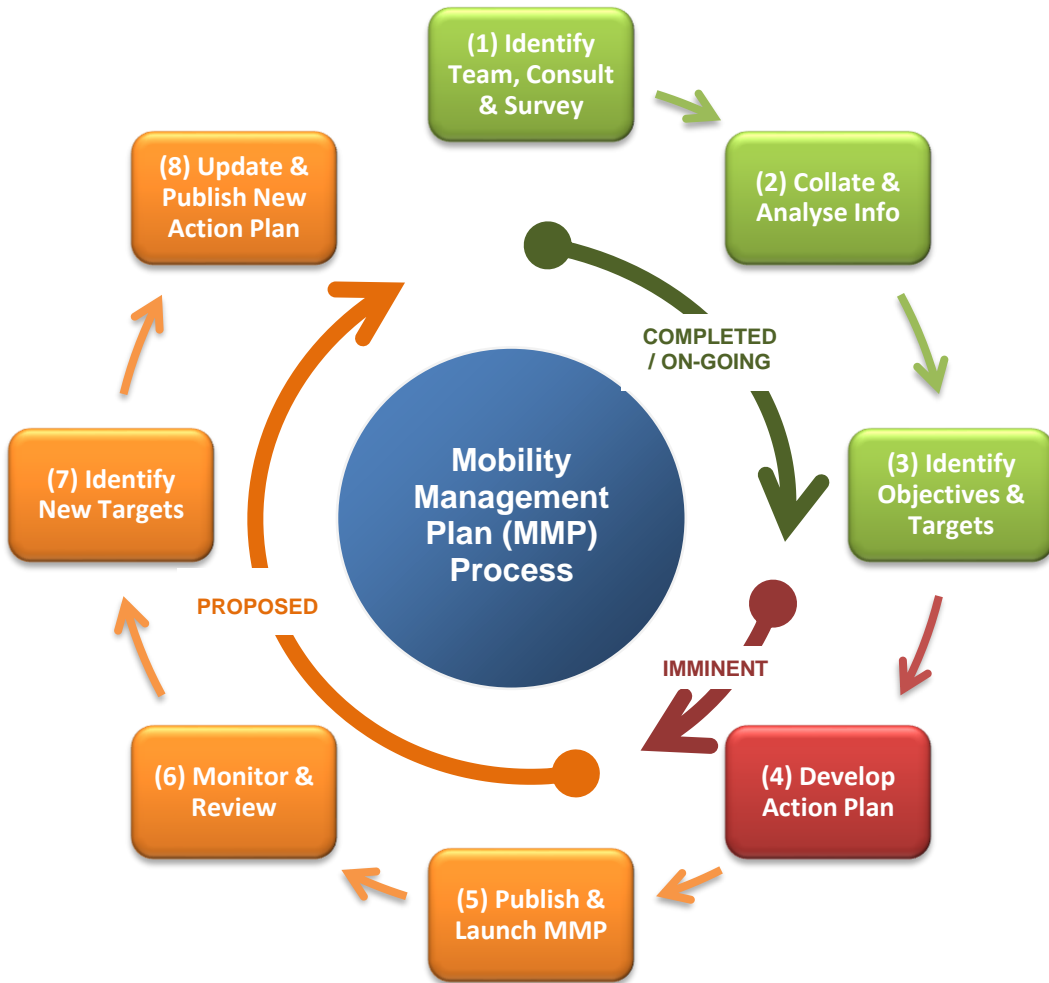 (1) Identify
Team, Consult
& Survey
(2) Collate &
Analyse Info
(3) Identify
Objectives &
Targets
(4) Develop
Action Plan
(5) Publish &
Launch MMP
(6) Monitor &
Review
(7) Identify
New Targets
(8) Update &
Publish New
Action Plan
COMPLETED
/ ON-GOING
IMMINENT
PROPOSED
Mobility
Management
Plan (MMP)
Process